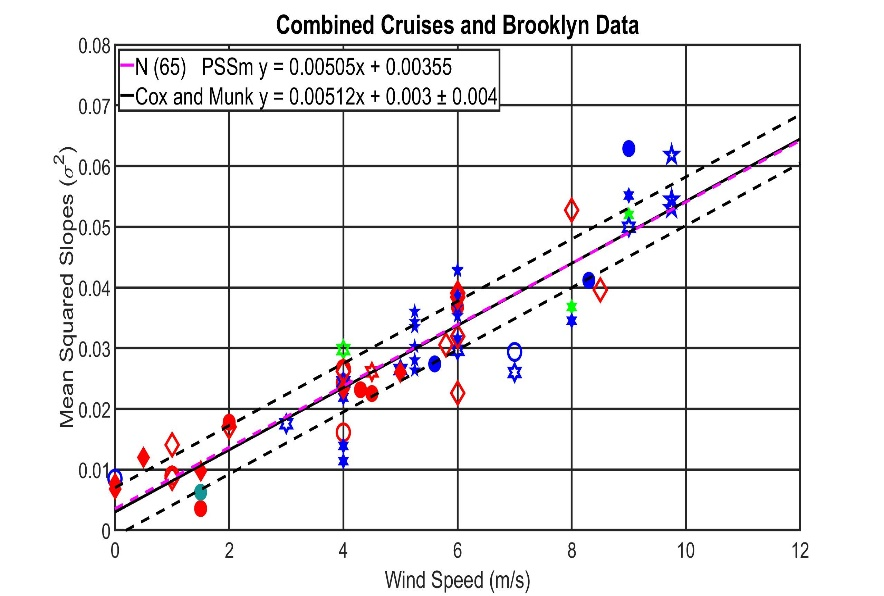 Combined Cruises and Brooklyn Data
N (65) PSSm y = 0.00505x + 0.00355
Cox and Munk y = 0.00512x + 0.003 ± 0.004
Mean Squared Slopes (σ²)
0.08
0.07
0.06
0.05
0.04
0.03
0.02
0.01
0
0 2 4 6 8 10 12
Wind Speed (m/s)